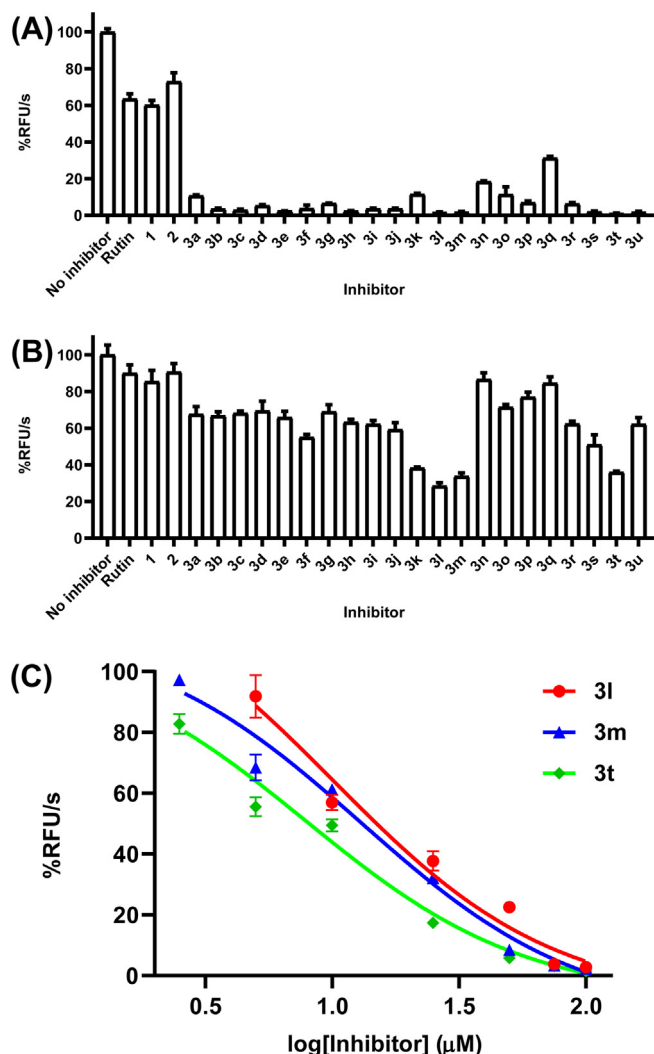 (A)
%RFU/s
100
80
60
40
20
0
No inhibitor Rutin 1 2 3a 3b 3c 3d 3e 3f 3g 3h 3i 3j 3k 3l 3m 3n 3o 3p 3q 3r 3s 3t 3u
Inhibitor
(B)
%RFU/s
100
80
60
40
20
0
No inhibitor Rutin 1 2 3a 3b 3c 3d 3e 3f 3g 3h 3i 3j 3k 3l 3m 3n 3o 3p 3q 3r 3s 3t 3u
Inhibitor
(C)
%RFU/s
100
80
60
40
20
0
3l
3m
3t
0.5 1.0 1.5 2.0
log[Inhibitor] (μM)